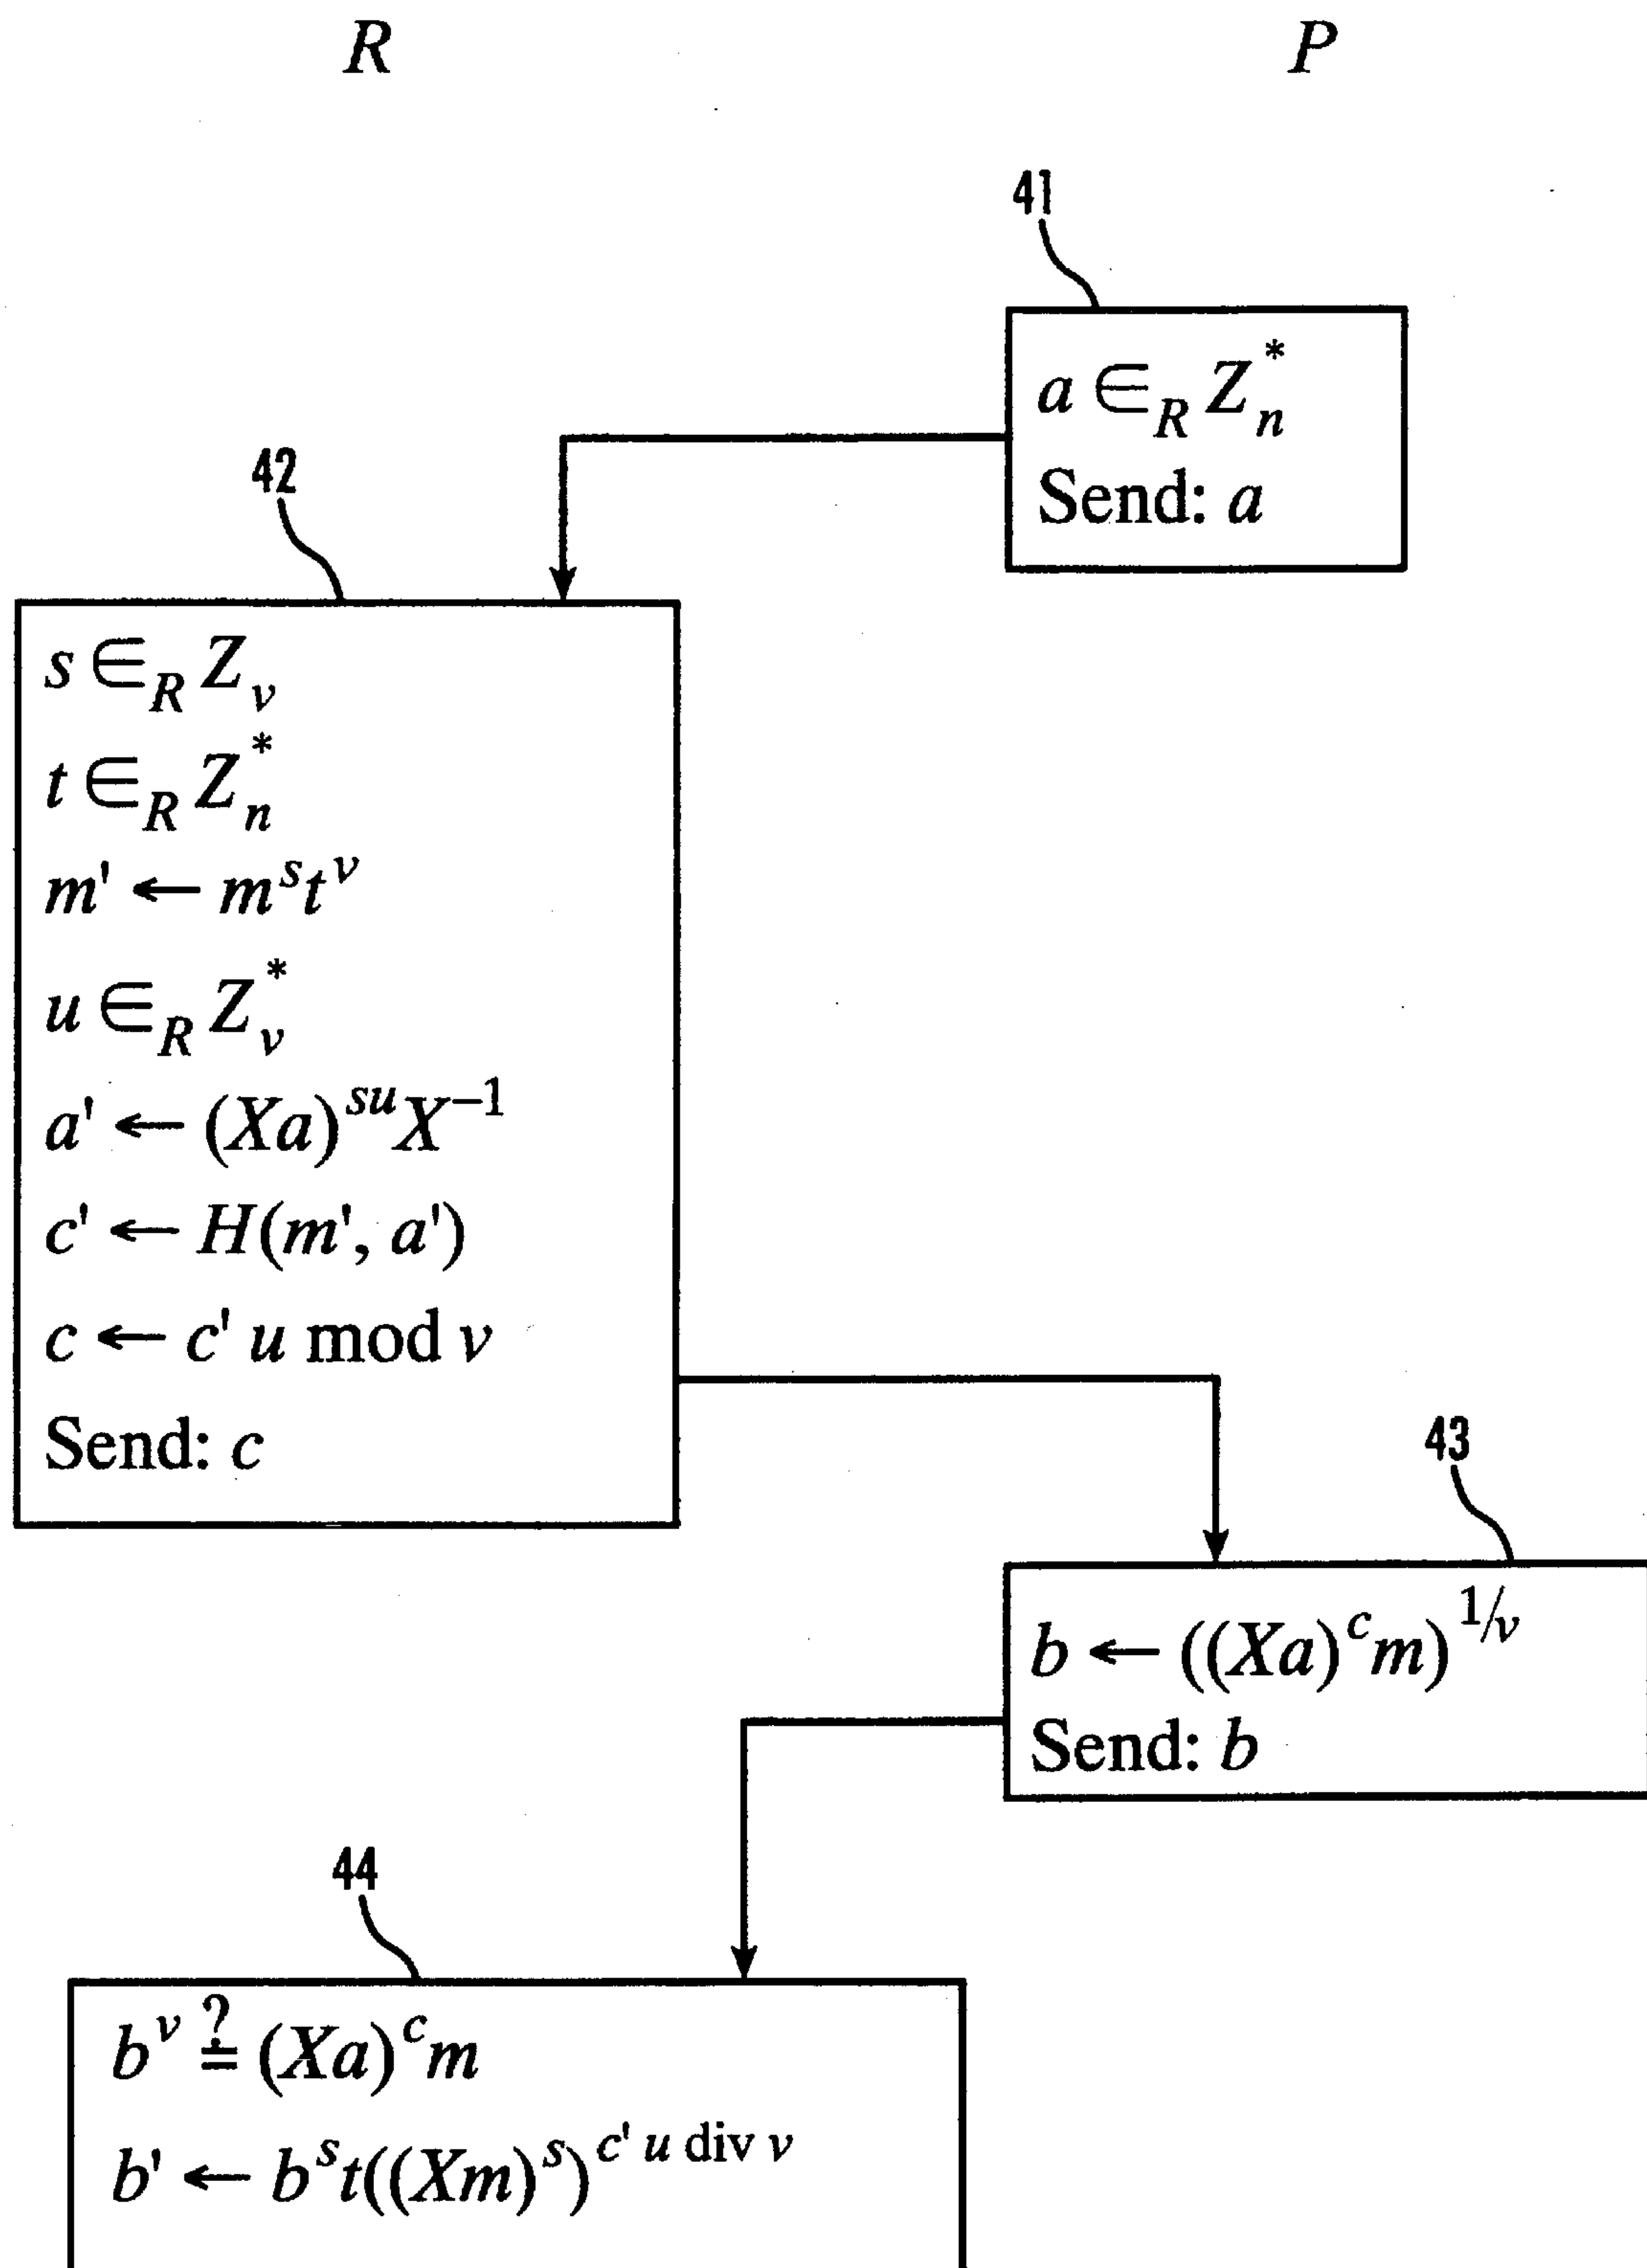 R P
41
a ∈_R Z_n^*
Send: a
42
s ∈_R Z_v
t ∈_R Z_n^*
m' ← m^s t^v
u ∈_R Z_v^*
a' ← (Xa)^{su} X^{-1}
c' ← H(m', a')
c ← c' u mod v
Send: c
43
b ← ((Xa)^c m)^{1/v}
Send: b
44
b^v ≟ (Xa)^c m
b' ← b^s t((Xm)^s)^{c' u div v}